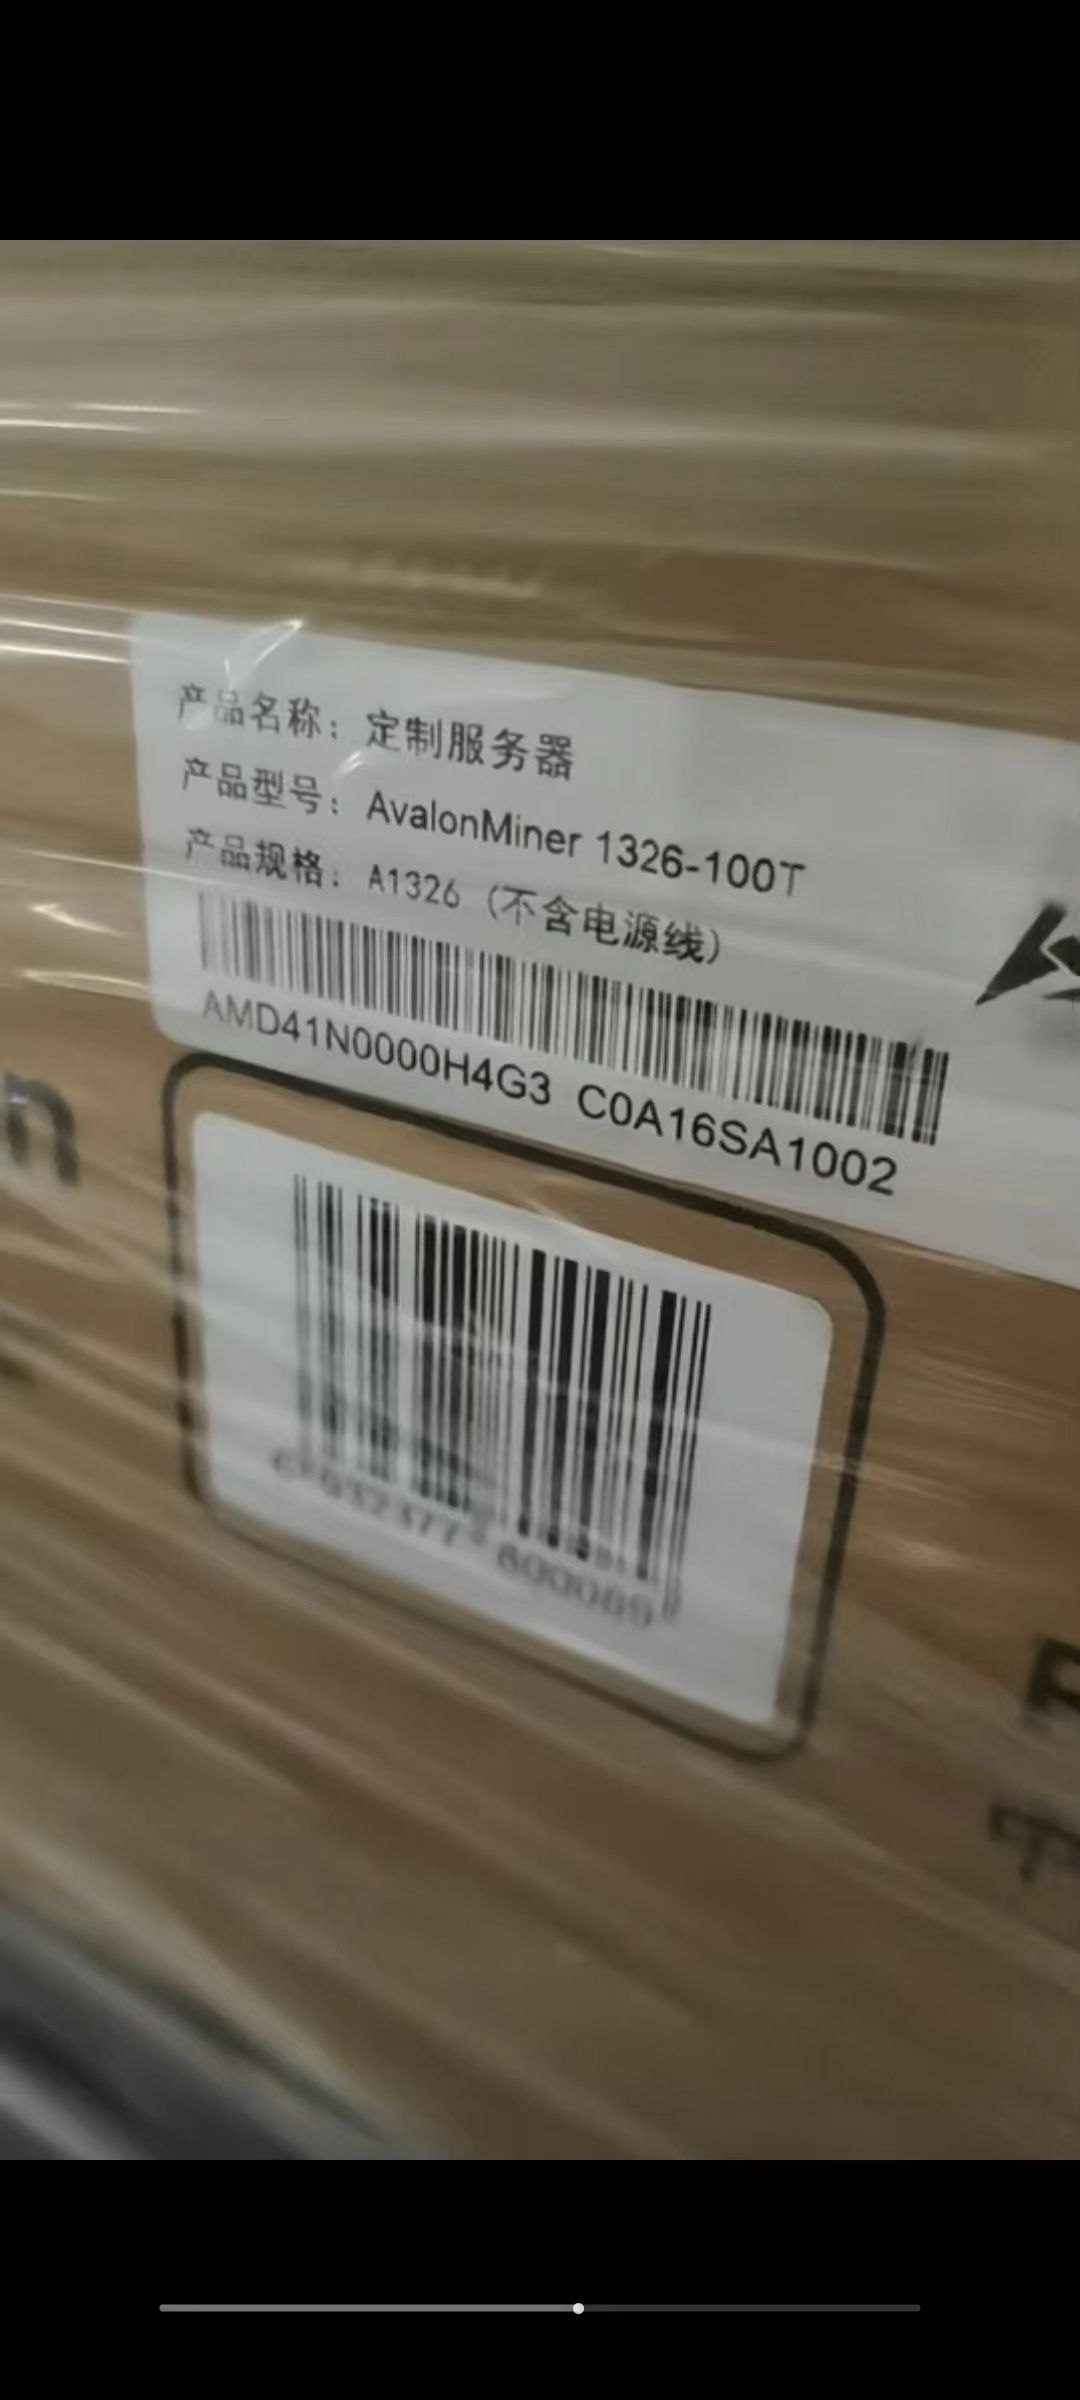 产品名称：定制服务器
产品型号：AvalonMiner 1326-100T
产品规格：A1326 (不含电源线)
AMD41N0000H4G3 C0A16SA1002
n